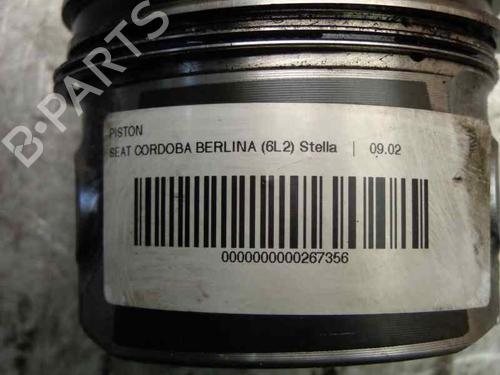 B-PARTS
PISTON
SEAT CORDOBA BERLINA (6L2) Stella | 09.02
0000000000267356